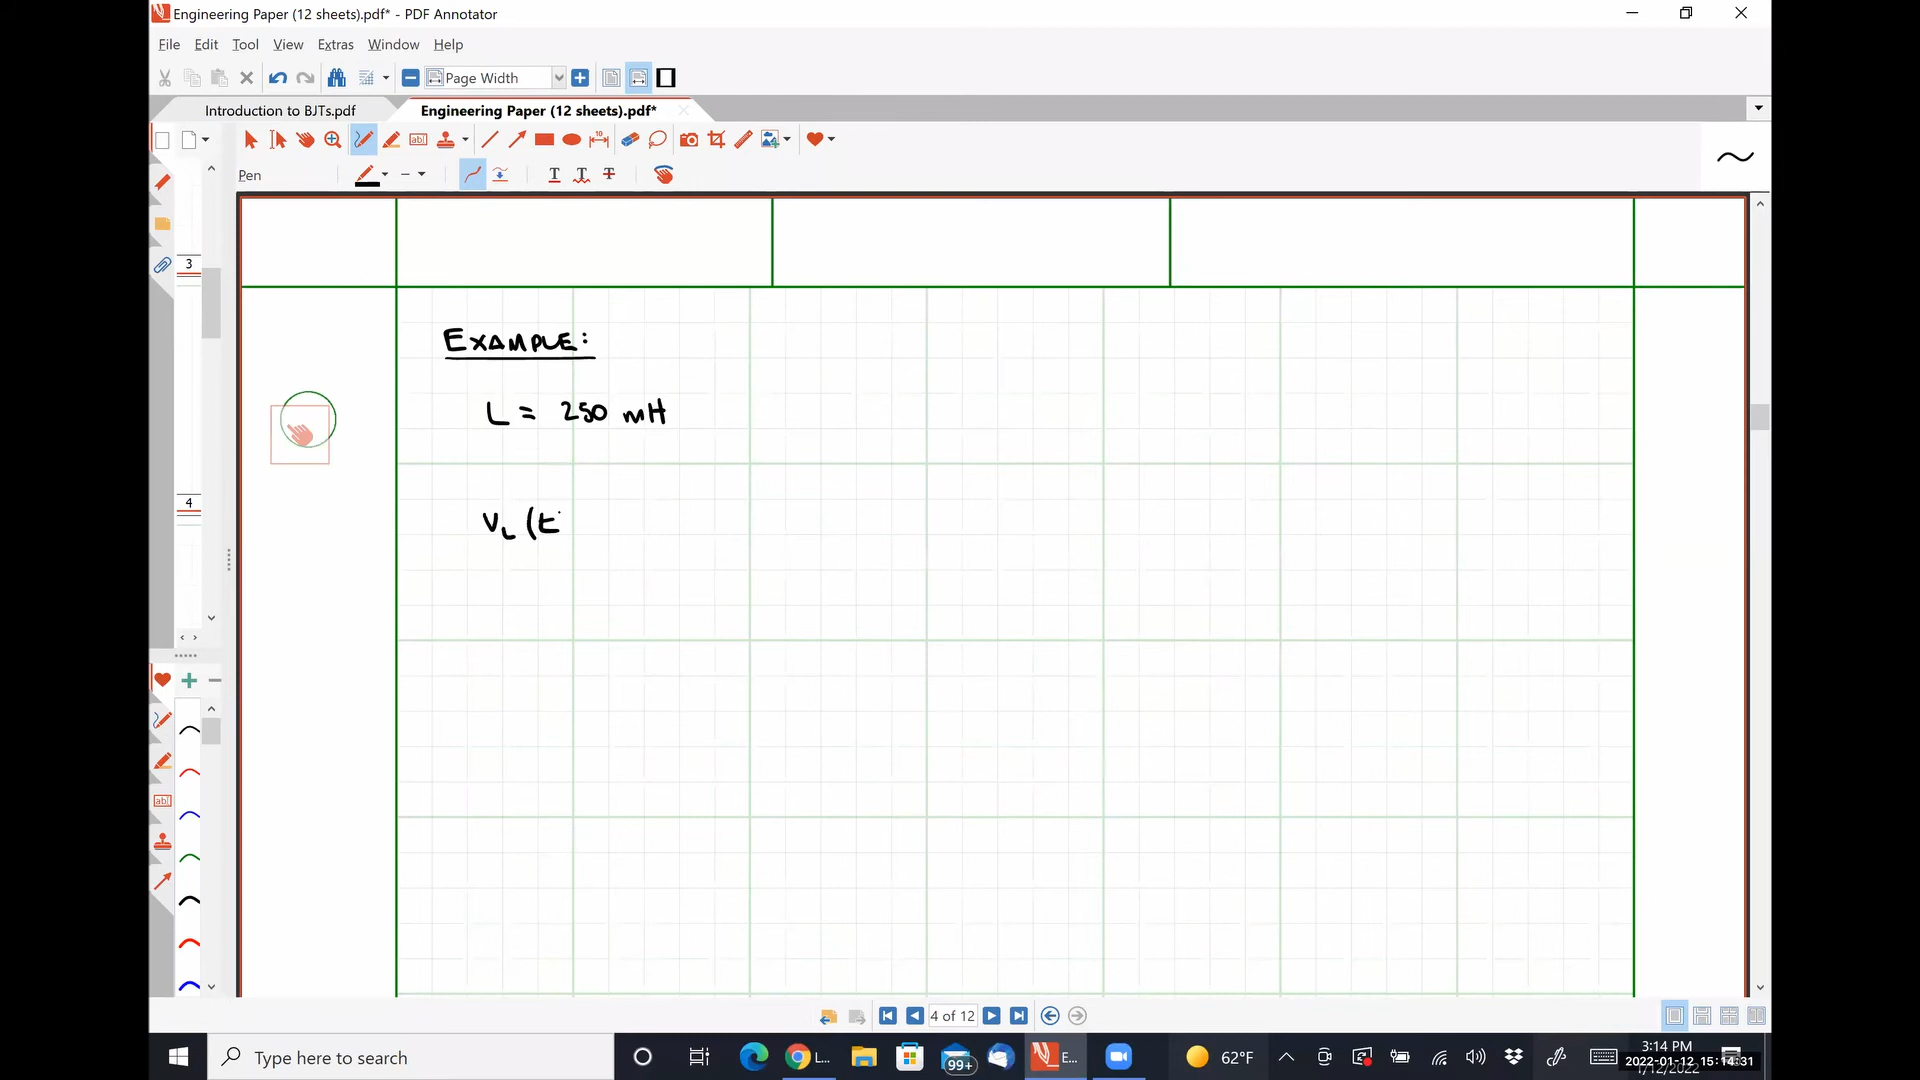 Engineering Paper (12 sheets).pdf* - PDF Annotator
File Edit Tool View Extras Window Help
Page Width
Introduction to BJTs.pdf Engineering Paper (12 sheets).pdf*
Pen
3
4
EXAMPLE:
L = 250 mH
VL (t
4 of 12
Type here to search
L...
99+
E...
62°F
3:14 PM
2022-01-12 15:14:31